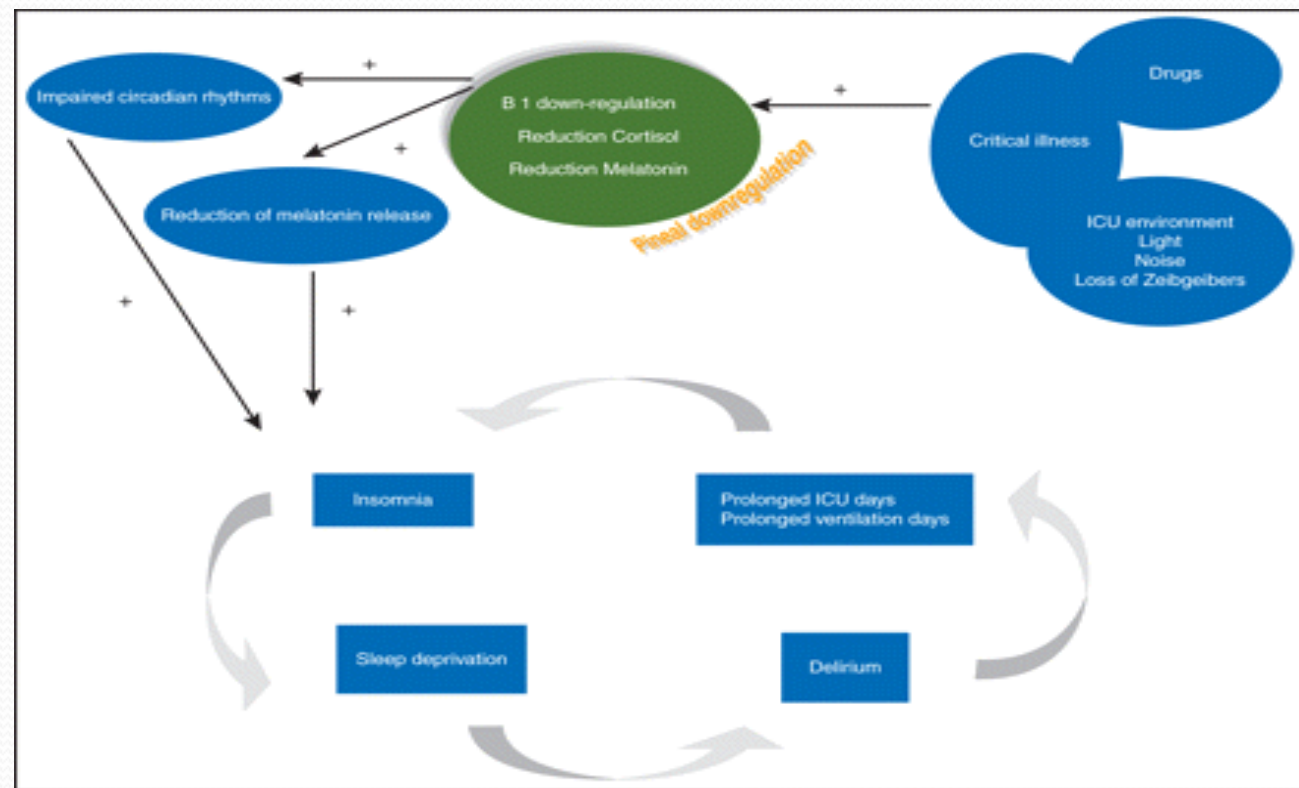 Impaired circadian rhythms
+
+
Reduction of melatonin release
B 1 down-regulation
Reduction Cortisol
Reduction Melatonin
Pineal downregulation
+
Drugs
Critical illness
ICU environment
Light
Noise
Loss of Zeibgeibers
+
+
Insomnia
Prolonged ICU days
Prolonged ventilation days
Sleep deprivation
Delirium